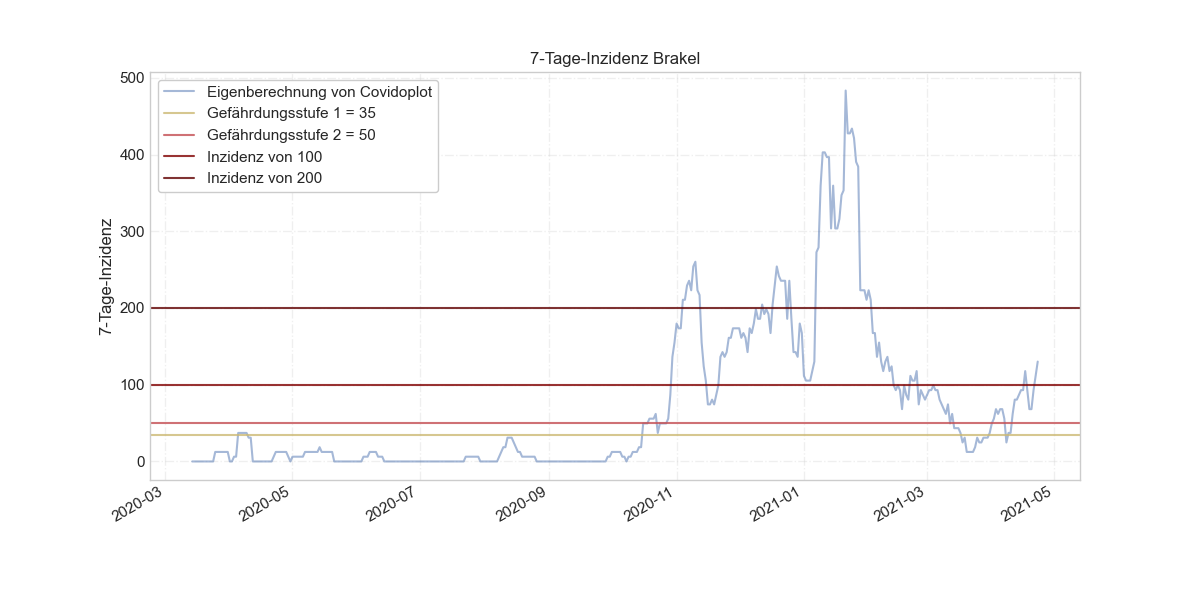 7-Tage-Inzidenz Brakel
Eigenberechnung von Covidoplot
Gefährdungsstufe 1 = 35
Gefährdungsstufe 2 = 50
Inzidenz von 100
Inzidenz von 200
7-Tage-Inzidenz
500
400
300
200
100
0
2020-03
2020-05
2020-07
2020-09
2020-11
2021-01
2021-03
2021-05